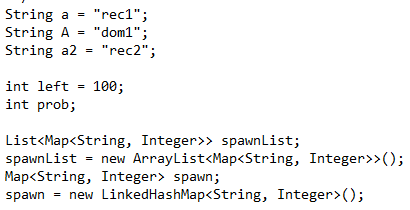 String a = "rec1";
String A = "dom1";
String a2 = "rec2";
int left = 100;
int prob;
List<Map<String, Integer>> spawnList;
spawnList = new ArrayList<Map<String, Integer>>();
Map<String, Integer> spawn;
spawn = new LinkedHashMap<String, Integer>();